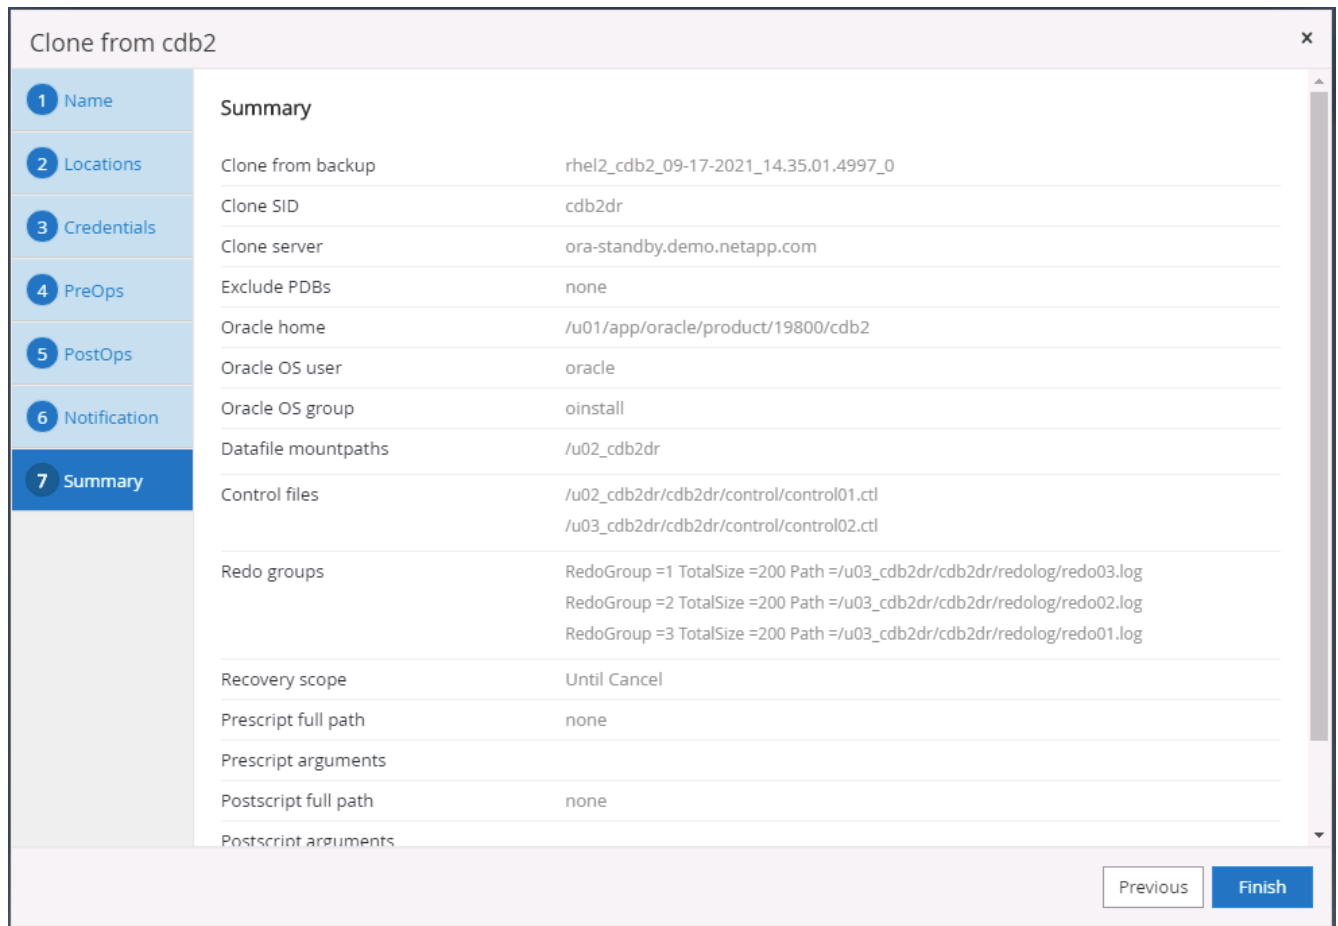 Clone from cdb2
×
1 Name
2 Locations
3 Credentials
4 PreOps
5 PostOps
6 Notification
7 Summary
Summary
Clone from backup rhel2_cdb2_09-17-2021_14.35.01.4997_0
Clone SID cdb2dr
Clone server ora-standby.demo.netapp.com
Exclude PDBs none
Oracle home /u01/app/oracle/product/19800/cdb2
Oracle OS user oracle
Oracle OS group oinstall
Datafile mountpaths /u02_cdb2dr
Control files /u02_cdb2dr/cdb2dr/control/control01.ctl
/u03_cdb2dr/cdb2dr/control/control02.ctl
Redo groups RedoGroup =1 TotalSize =200 Path =/u03_cdb2dr/cdb2dr/redolog/redo03.log
RedoGroup =2 TotalSize =200 Path =/u03_cdb2dr/cdb2dr/redolog/redo02.log
RedoGroup =3 TotalSize =200 Path =/u03_cdb2dr/cdb2dr/redolog/redo01.log
Recovery scope Until Cancel
Prescript full path none
Prescript arguments
Postscript full path none
Postscript arguments
Previous Finish